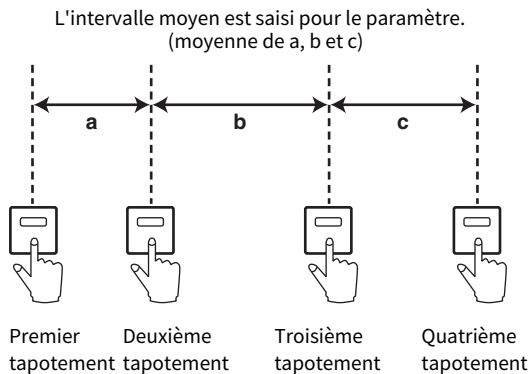 L'intervalle moyen est saisi pour le paramètre.
(moyenne de a, b et c)
a b c
Premier Deuxième Troisième Quatrième
tapotement tapotement tapotement tapotement